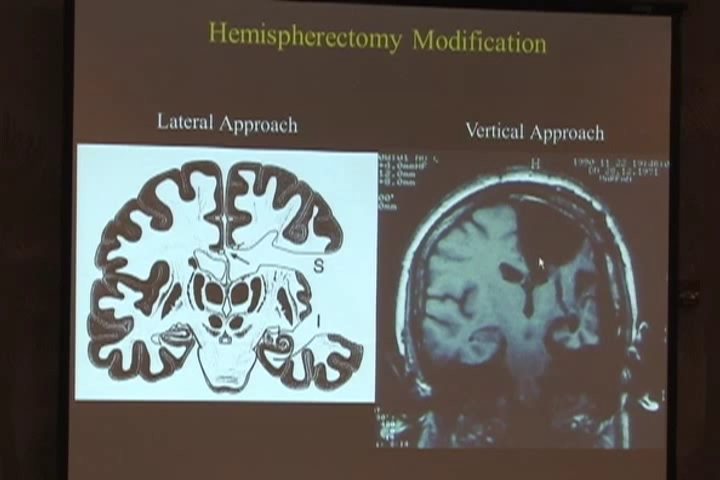 Hemispherectomy Modification
Lateral Approach
Vertical Approach
S
I
H